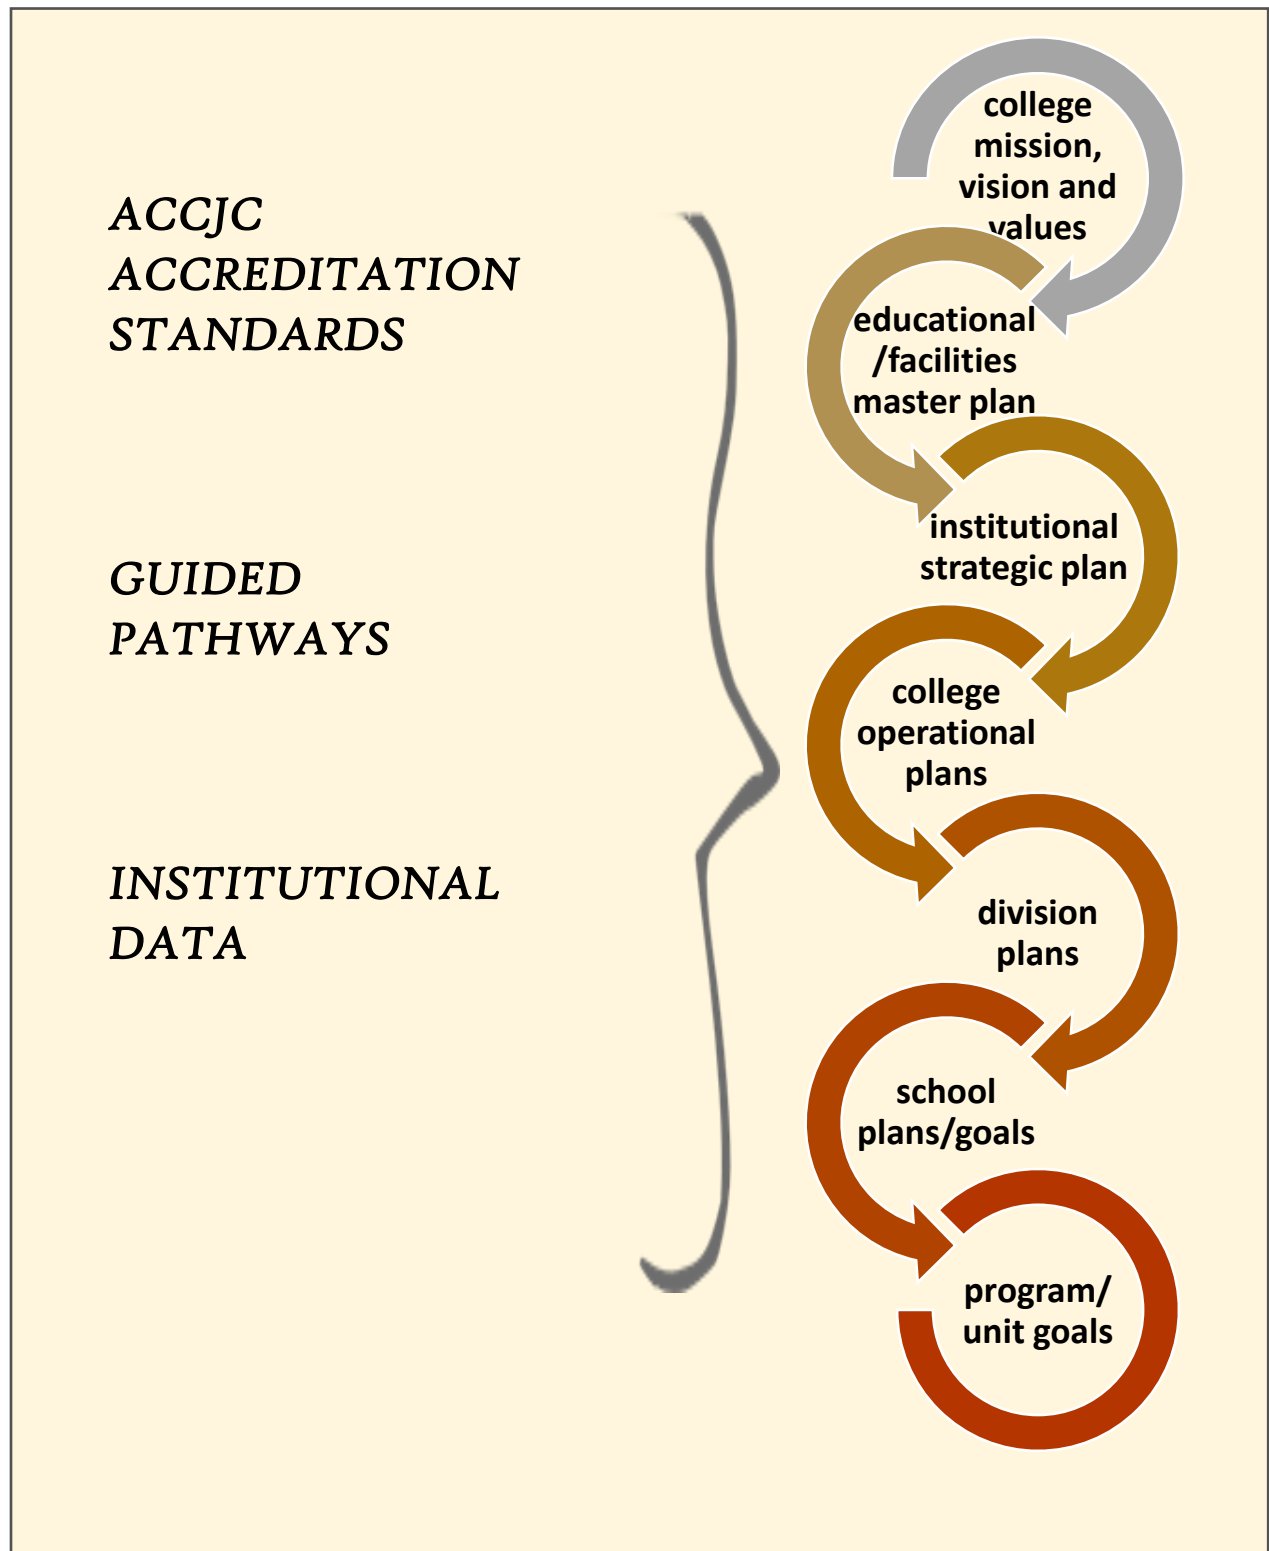 ACCJC
ACCREDITATION
STANDARDS
GUIDED
PATHWAYS
INSTITUTIONAL
DATA
college
mission,
vision and
values
educational
/facilities
master plan
institutional
strategic plan
college
operational
plans
division
plans
school
plans/goals
program/
unit goals